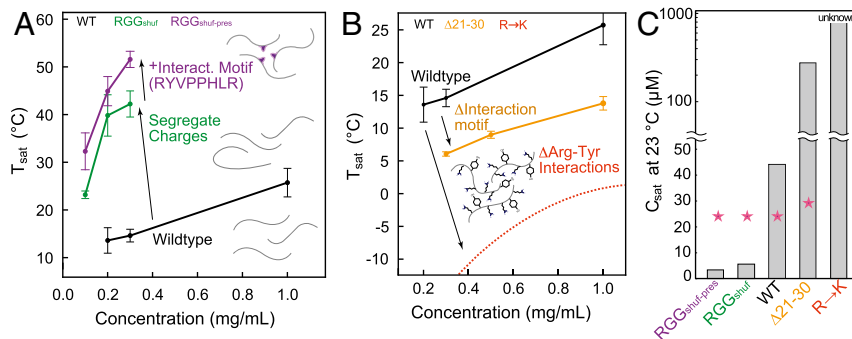 A
WT RGGshuf RGGshuf-pres
+Interact. Motif
(RYVPPHLR)
Segregate
Charges
Wildtype
Tsat (°C)
60
50
40
30
20
10
0.0 0.2 0.4 0.6 0.8 1.0
Concentration (mg/mL)
B
WT Δ21-30 R→K
Wildtype
ΔInteraction
motif
ΔArg-Tyr
Interactions
Tsat (°C)
25
20
15
10
5
0
-5
-10
0.2 0.4 0.6 0.8 1.0
Concentration (mg/mL)
C
unknown
Csat at 23 °C (μM)
1000
100
50
40
30
20
10
0
RGGshuf-pres
RGGshuf
WT
Δ21-30
R→K